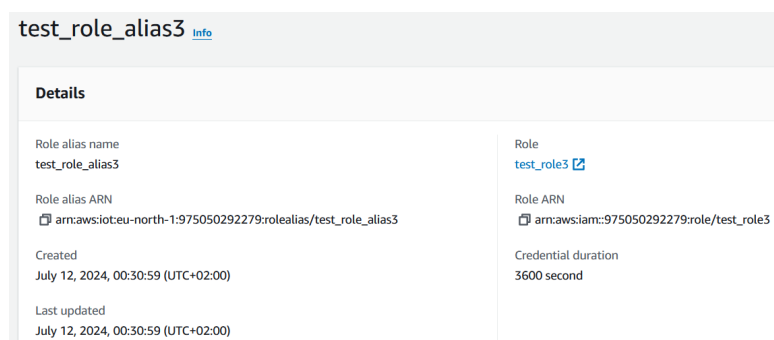 test_role_alias3 Info
Details
Role alias name
test_role_alias3
Role alias ARN
arn:aws:iot:eu-north-1:975050292279:rolealias/test_role_alias3
Created
July 12, 2024, 00:30:59 (UTC+02:00)
Last updated
July 12, 2024, 00:30:59 (UTC+02:00)
Role
test_role3
Role ARN
arn:aws:iam::975050292279:role/test_role3
Credential duration
3600 second